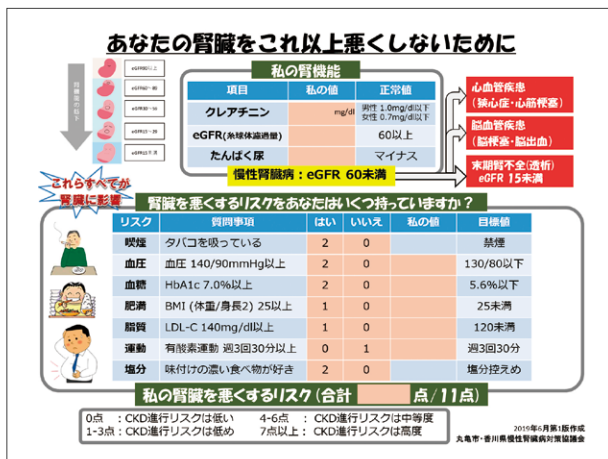 あなたの腎臓をこれ以上悪くしないために
腎機能の低下
私の腎機能
項目 私の値 正常値
クレアチニン mg/dl 男性 1.0mg/dl以下
女性 0.7mg/dl以下
eGFR(糸球体濾過量) 60以上
たんぱく尿 マイナス
慢性腎臓病:eGFR 60未満
心血管疾患
(狭心症・心筋梗塞)
脳血管疾患
(脳梗塞・脳出血)
末期腎不全(透析)
eGFR 15未満
これらすべてが
腎臓に影響
腎臓を悪くするリスクをあなたはいくつ持っていますか?
リスク 質問事項 はい いいえ 私の値 目標値
喫煙 タバコを吸っている 2 0 禁煙
血圧 血圧 140/90mmHg以上 2 0 130/80以下
血糖 HbA1c 7.0%以上 2 0 5.6%以下
肥満 BMI (体重/身長2) 25以上 1 0 25未満
脂質 LDL-C 140mg/dl以上 1 0 120未満
運動 有酸素運動 週3回30分以上 0 1 週3回30分
塩分 味付けの濃い食べ物が好き 2 0 塩分控えめ
私の腎臓を悪くするリスク(合計 点/11点)
0点 :CKD進行リスクは低い 4-6点 :CKD進行リスクは中等度
1-3点:CKD進行リスクは低め 7点以上:CKD進行リスクは高度
2019年6月第1版作成
丸亀市・香川県慢性腎臓病対策協議会